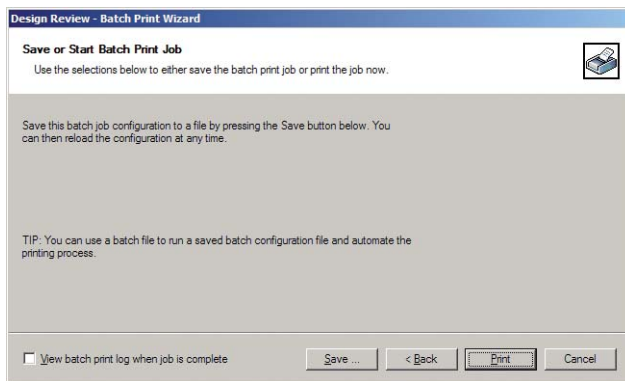 Design Review - Batch Print Wizard
Save or Start Batch Print Job
Use the selections below to either save the batch print job or print the job now.
Save this batch job configuration to a file by pressing the Save button below. You
can then reload the configuration at any time.
TIP: You can use a batch file to run a saved batch configuration file and automate the
printing process.
View batch print log when job is complete
Save ...
< Back
Print
Cancel